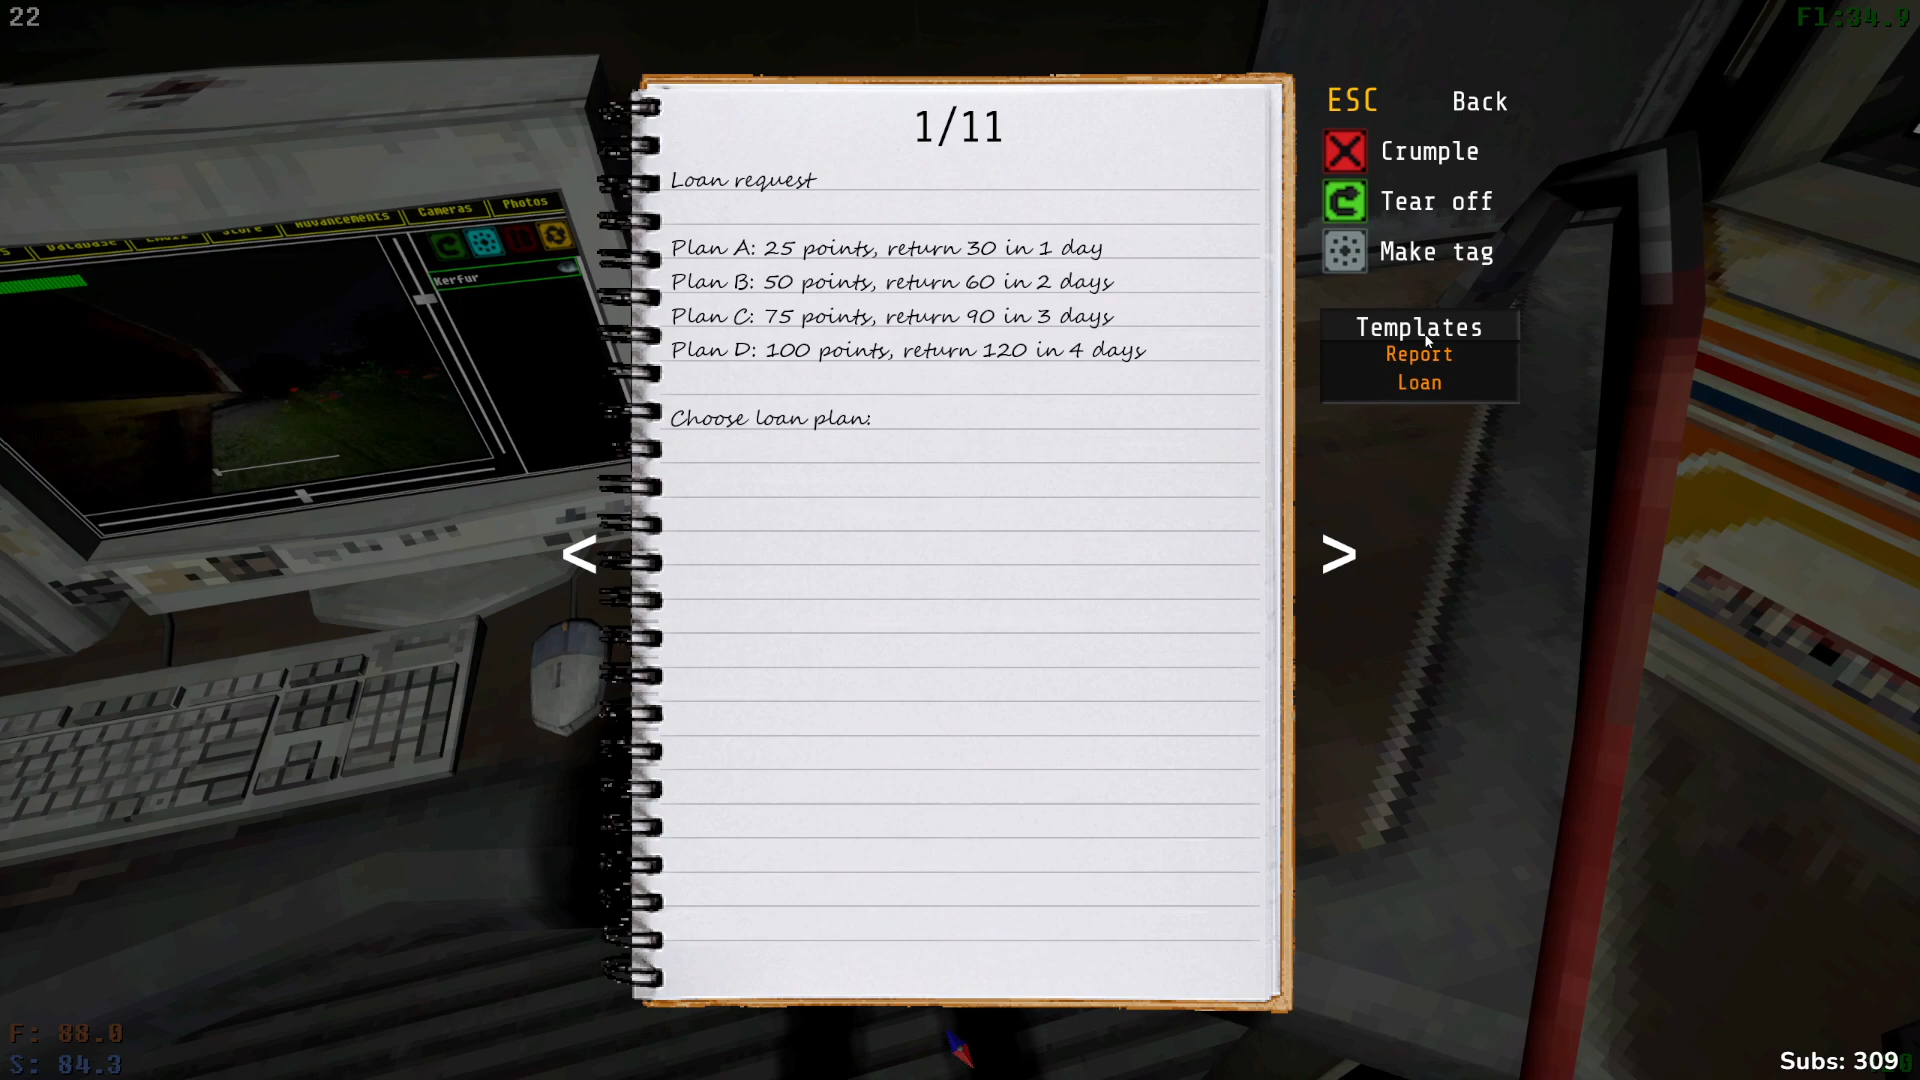 22
F1:34.9
ESC Back
Crumple
Tear off
Make tag
Templates
Report
Loan
1/11
Loan request
Plan A: 25 points, return 30 in 1 day
Plan B: 50 points, return 60 in 2 days
Plan C: 75 points, return 90 in 3 days
Plan D: 100 points, return 120 in 4 days
Choose loan plan:
< >
Advancements Cameras Photos
Kerfur
F: 88.0
S: 84.3
Subs: 309